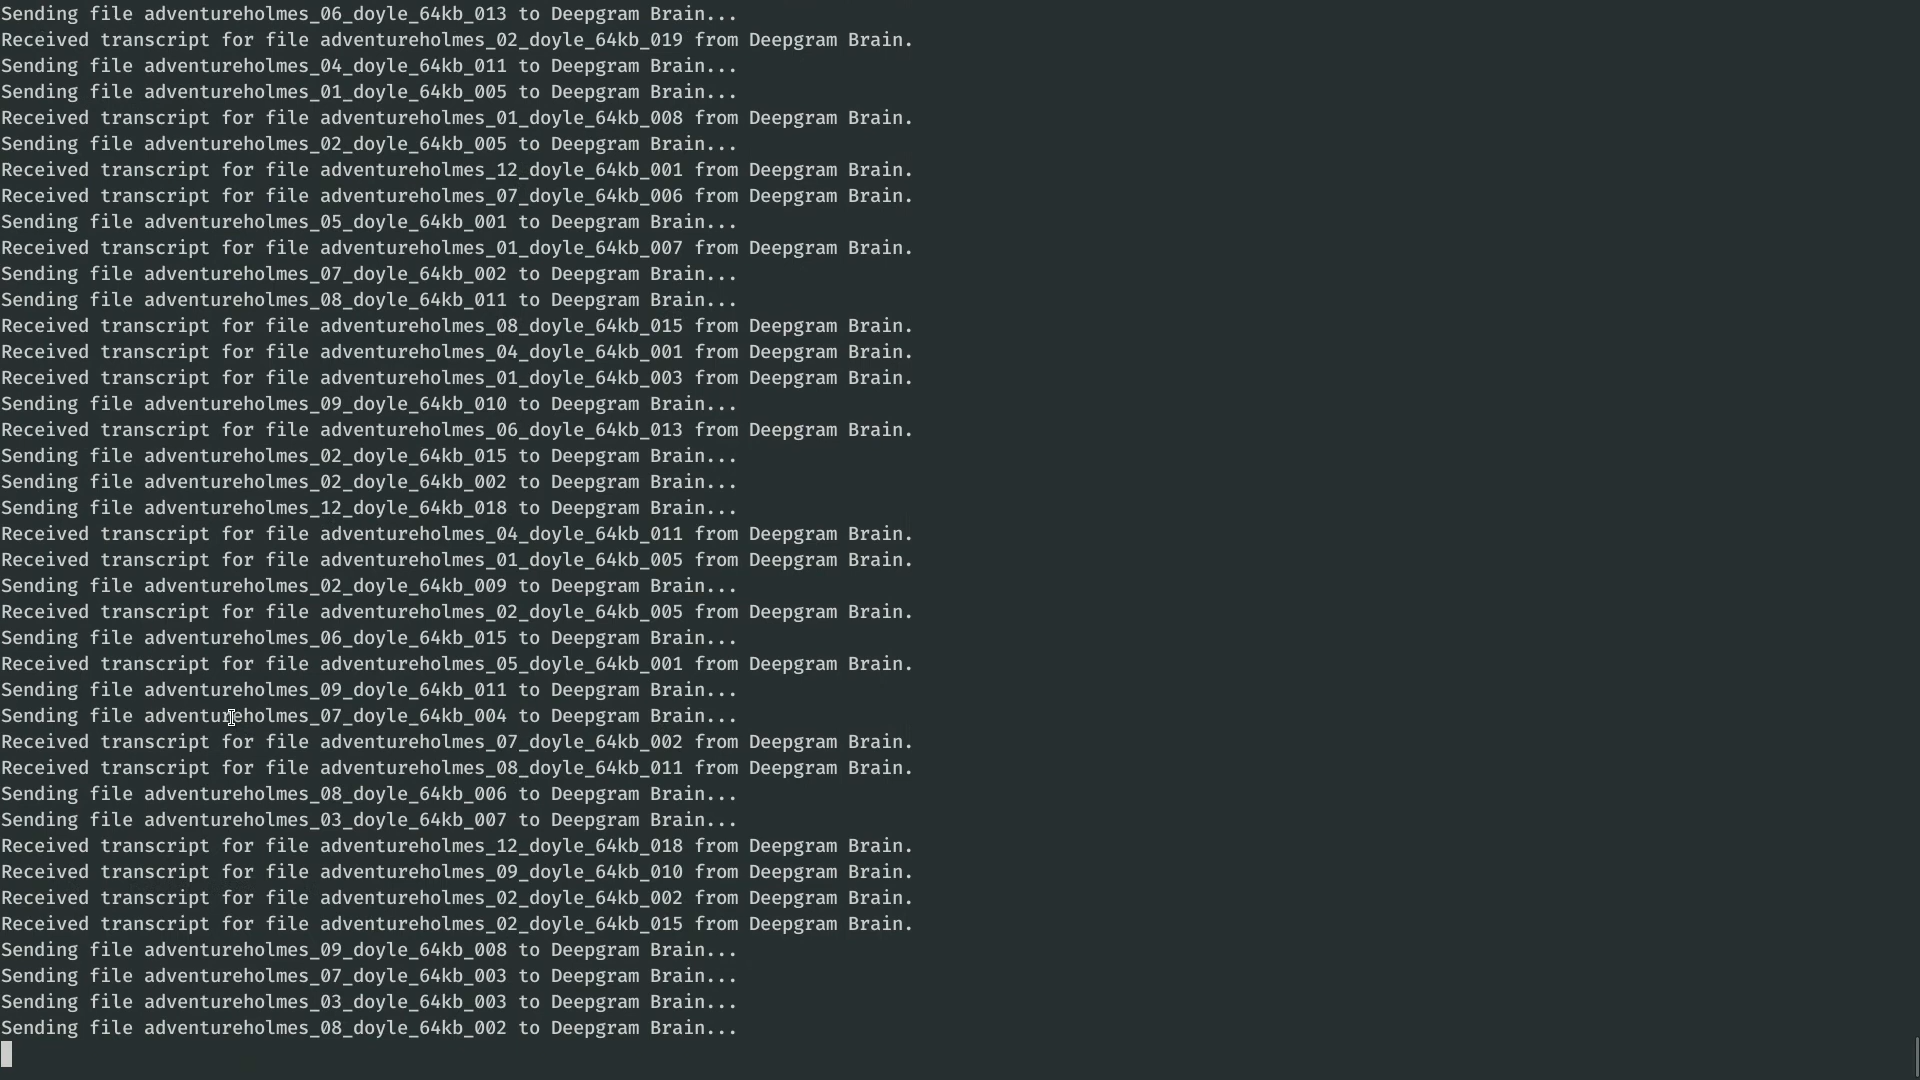 Sending file adventureholmes_06_doyle_64kb_013 to Deepgram Brain...
Received transcript for file adventureholmes_02_doyle_64kb_019 from Deepgram Brain.
Sending file adventureholmes_04_doyle_64kb_011 to Deepgram Brain...
Sending file adventureholmes_01_doyle_64kb_005 to Deepgram Brain...
Received transcript for file adventureholmes_01_doyle_64kb_008 from Deepgram Brain.
Sending file adventureholmes_02_doyle_64kb_005 to Deepgram Brain...
Received transcript for file adventureholmes_12_doyle_64kb_001 from Deepgram Brain.
Received transcript for file adventureholmes_07_doyle_64kb_006 from Deepgram Brain.
Sending file adventureholmes_05_doyle_64kb_001 to Deepgram Brain...
Received transcript for file adventureholmes_01_doyle_64kb_007 from Deepgram Brain.
Sending file adventureholmes_07_doyle_64kb_002 to Deepgram Brain...
Sending file adventureholmes_08_doyle_64kb_011 to Deepgram Brain...
Received transcript for file adventureholmes_08_doyle_64kb_015 from Deepgram Brain.
Received transcript for file adventureholmes_04_doyle_64kb_001 from Deepgram Brain.
Received transcript for file adventureholmes_01_doyle_64kb_003 from Deepgram Brain.
Sending file adventureholmes_09_doyle_64kb_010 to Deepgram Brain...
Received transcript for file adventureholmes_06_doyle_64kb_013 from Deepgram Brain.
Sending file adventureholmes_02_doyle_64kb_015 to Deepgram Brain...
Sending file adventureholmes_02_doyle_64kb_002 to Deepgram Brain...
Sending file adventureholmes_12_doyle_64kb_018 to Deepgram Brain...
Received transcript for file adventureholmes_04_doyle_64kb_011 from Deepgram Brain.
Received transcript for file adventureholmes_01_doyle_64kb_005 from Deepgram Brain.
Sending file adventureholmes_02_doyle_64kb_009 to Deepgram Brain...
Received transcript for file adventureholmes_02_doyle_64kb_005 from Deepgram Brain.
Sending file adventureholmes_06_doyle_64kb_015 to Deepgram Brain...
Received transcript for file adventureholmes_05_doyle_64kb_001 from Deepgram Brain.
Sending file adventureholmes_09_doyle_64kb_011 to Deepgram Brain...
Sending file adventureholmes_07_doyle_64kb_004 to Deepgram Brain...
Received transcript for file adventureholmes_07_doyle_64kb_002 from Deepgram Brain.
Received transcript for file adventureholmes_08_doyle_64kb_011 from Deepgram Brain.
Sending file adventureholmes_08_doyle_64kb_006 to Deepgram Brain...
Sending file adventureholmes_03_doyle_64kb_007 to Deepgram Brain...
Received transcript for file adventureholmes_12_doyle_64kb_018 from Deepgram Brain.
Received transcript for file adventureholmes_09_doyle_64kb_010 from Deepgram Brain.
Received transcript for file adventureholmes_02_doyle_64kb_002 from Deepgram Brain.
Received transcript for file adventureholmes_02_doyle_64kb_015 from Deepgram Brain.
Sending file adventureholmes_09_doyle_64kb_008 to Deepgram Brain...
Sending file adventureholmes_07_doyle_64kb_003 to Deepgram Brain...
Sending file adventureholmes_03_doyle_64kb_003 to Deepgram Brain...
Sending file adventureholmes_08_doyle_64kb_002 to Deepgram Brain...